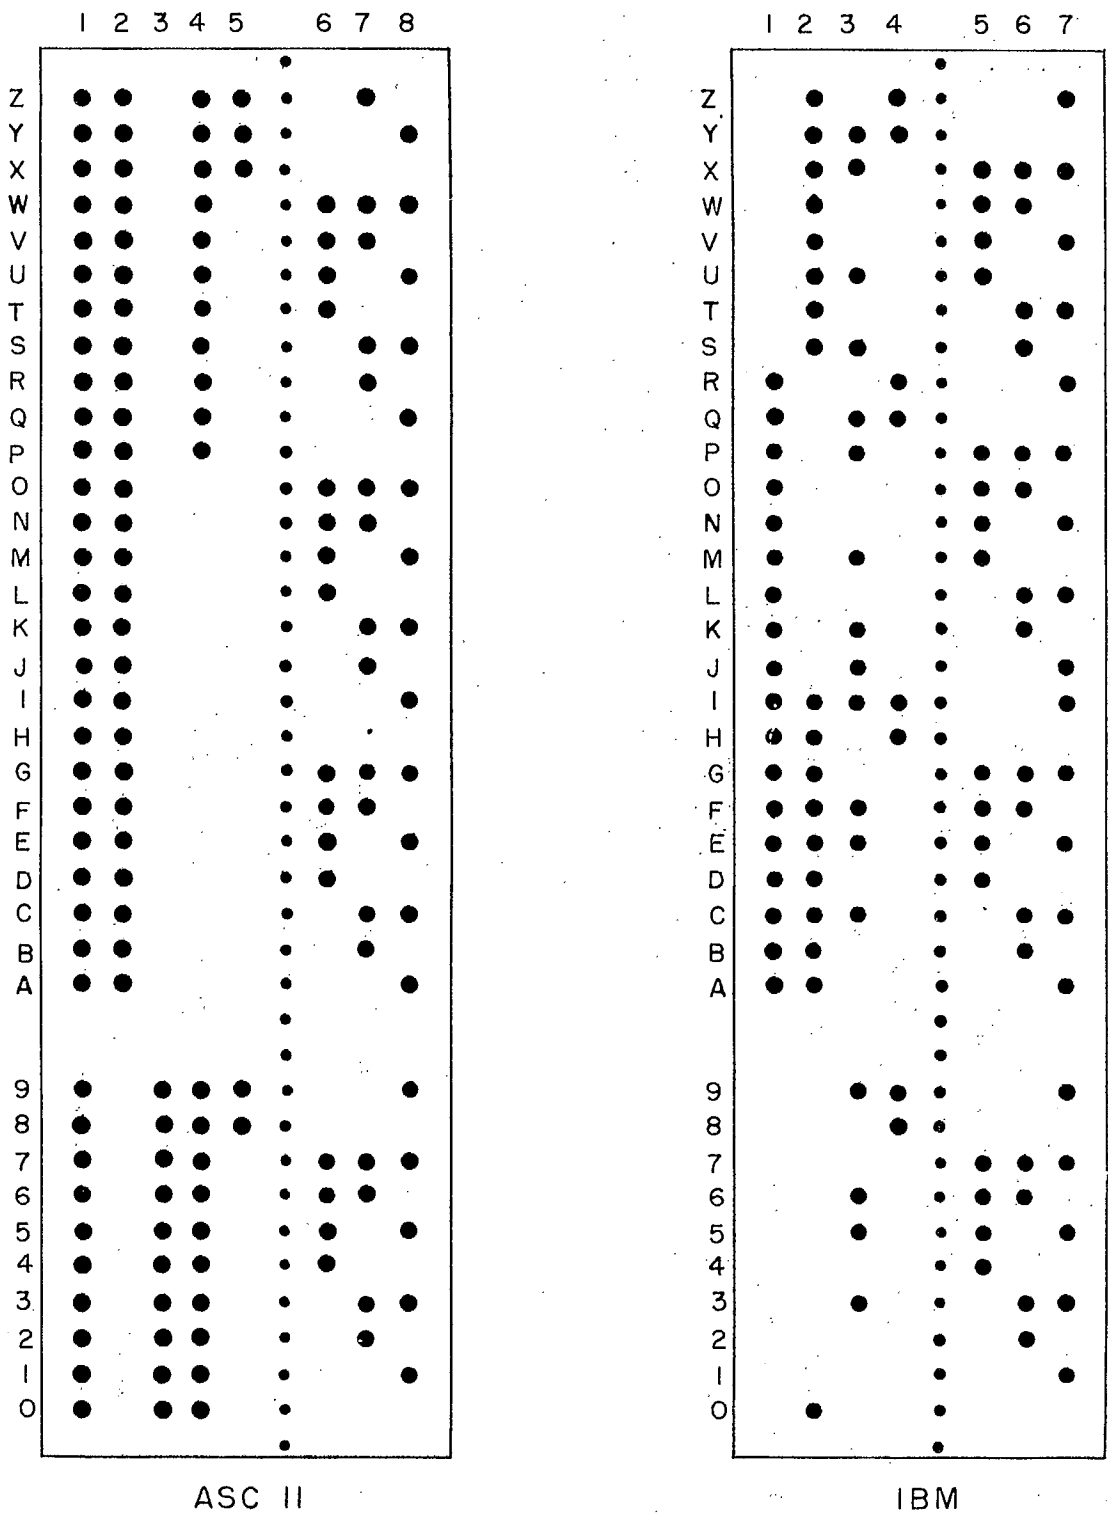 1 2 3 4 5 6 7 8
Z
Y
X
W
V
U
T
S
R
Q
P
O
N
M
L
K
J
I
H
G
F
E
D
C
B
A
9
8
7
6
5
4
3
2
1
0
ASC II
1 2 3 4 5 6 7
Z
Y
X
W
V
U
T
S
R
Q
P
O
N
M
L
K
J
I
H
G
F
E
D
C
B
A
9
8
7
6
5
4
3
2
1
0
IBM